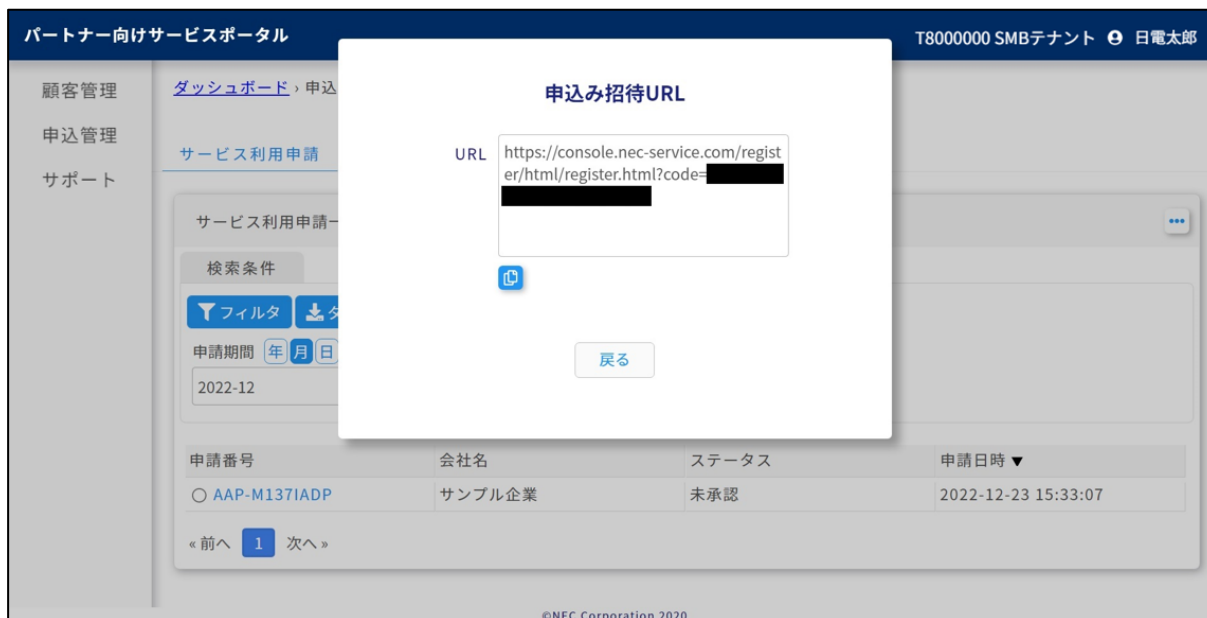 パートナー向けサービスポータル
T8000000 SMBテナント 日電太郎
顧客管理
申込管理
サポート
ダッシュボード › 申込
サービス利用申請
申込み招待URL
URL
https://console.nec-service.com/regist
er/html/register.html?code=
戻る
サービス利用申請一
検索条件
フィルタ
申請期間 年 月 日
2022-12
申請番号 会社名 ステータス 申請日時 ▼
AAP-M137IADP サンプル企業 未承認 2022-12-23 15:33:07
« 前へ 1 次へ »
©NEC Corporation 2020